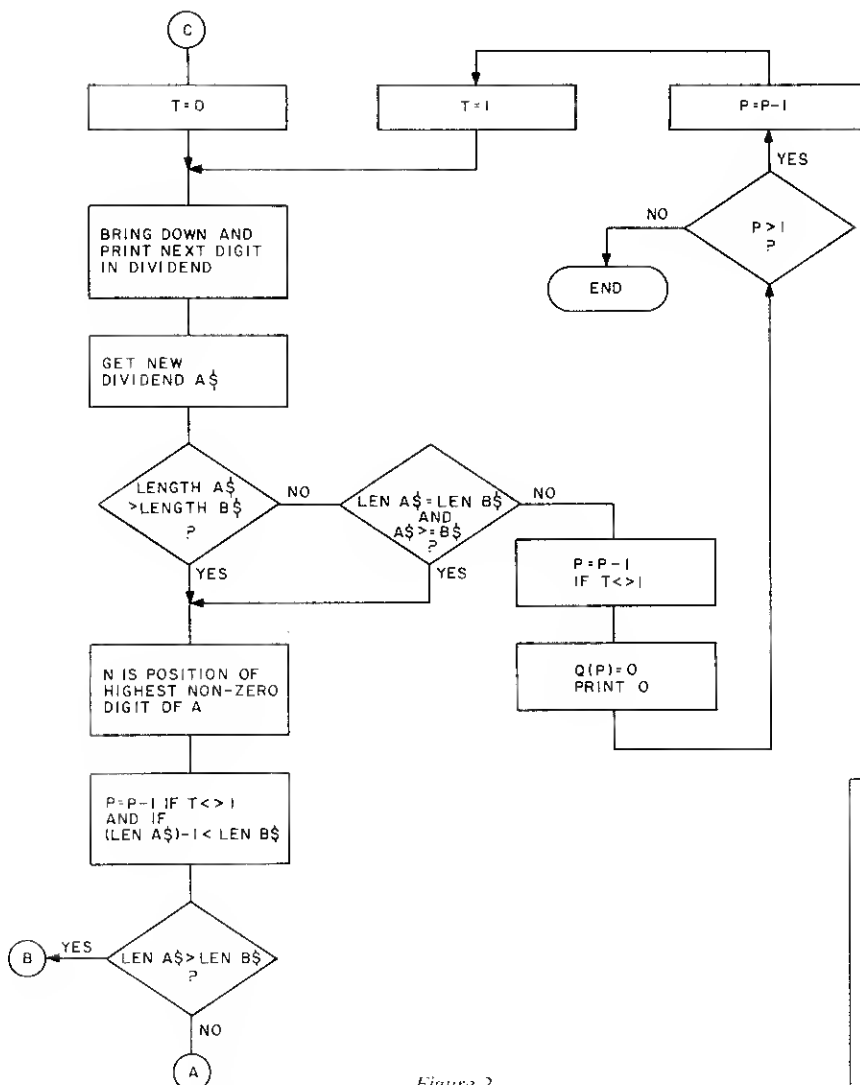 C
T=0
T=1
P=P-1
YES
P>1
?
NO
END
BRING DOWN AND
PRINT NEXT DIGIT
IN DIVIDEND
GET NEW
DIVIDEND A$
LENGTH A$
>LENGTH B$
?
NO
YES
LEN A$=LEN B$
AND
A$>=B$
?
NO
YES
P=P-1
IF T<>1
Q(P)=0
PRINT 0
N IS POSITION OF
HIGHEST NON-ZERO
DIGIT OF A
P=P-1 IF T<>1
AND IF
(LEN A$)-1< LEN B$
LEN A$>LEN B$
?
YES
B
NO
A
Figure 2